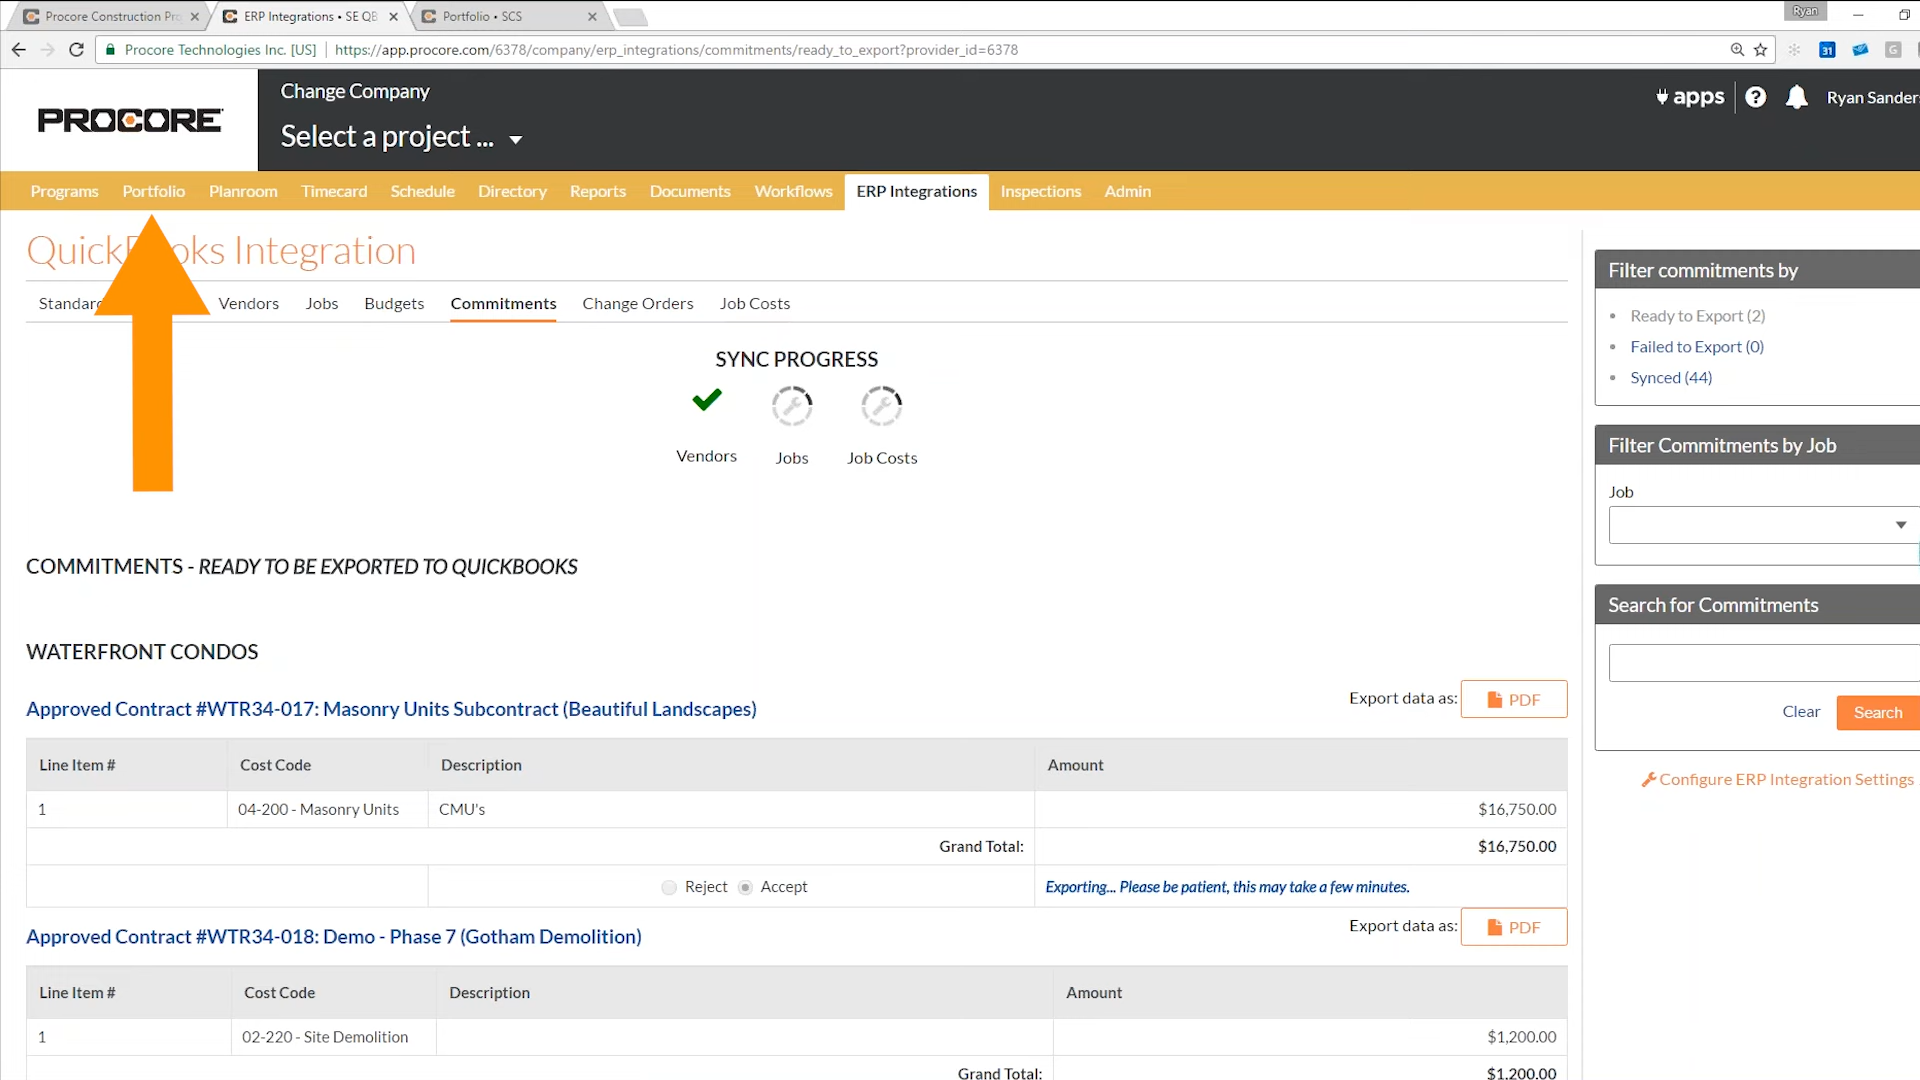 Procore Construction Pro
ERP Integrations • SE QB
Portfolio • SCS
Ryan
Procore Technologies Inc. [US]
https://app.procore.com/6378/company/erp_integrations/commitments/ready_to_export?provider_id=6378
31
G
PROCORE
Change Company
Select a project ...
apps
?
Ryan Sanders
Programs Portfolio Planroom Timecard Schedule Directory Reports Documents Workflows ERP Integrations Inspections Admin
QuickBooks Integration
Standard Vendors Jobs Budgets Commitments Change Orders Job Costs
SYNC PROGRESS
Vendors Jobs Job Costs
COMMITMENTS - READY TO BE EXPORTED TO QUICKBOOKS
WATERFRONT CONDOS
Approved Contract #WTR34-017: Masonry Units Subcontract (Beautiful Landscapes)
Export data as: PDF
Line Item # Cost Code Description Amount
1 04-200 - Masonry Units CMU's $16,750.00
Grand Total: $16,750.00
Reject Accept Exporting... Please be patient, this may take a few minutes.
Approved Contract #WTR34-018: Demo - Phase 7 (Gotham Demolition)
Export data as: PDF
Line Item # Cost Code Description Amount
1 02-220 - Site Demolition $1,200.00
Grand Total: $1,200.00
Filter commitments by
Ready to Export (2)
Failed to Export (0)
Synced (44)
Filter Commitments by Job
Job
Search for Commitments
Clear Search
Configure ERP Integration Settings